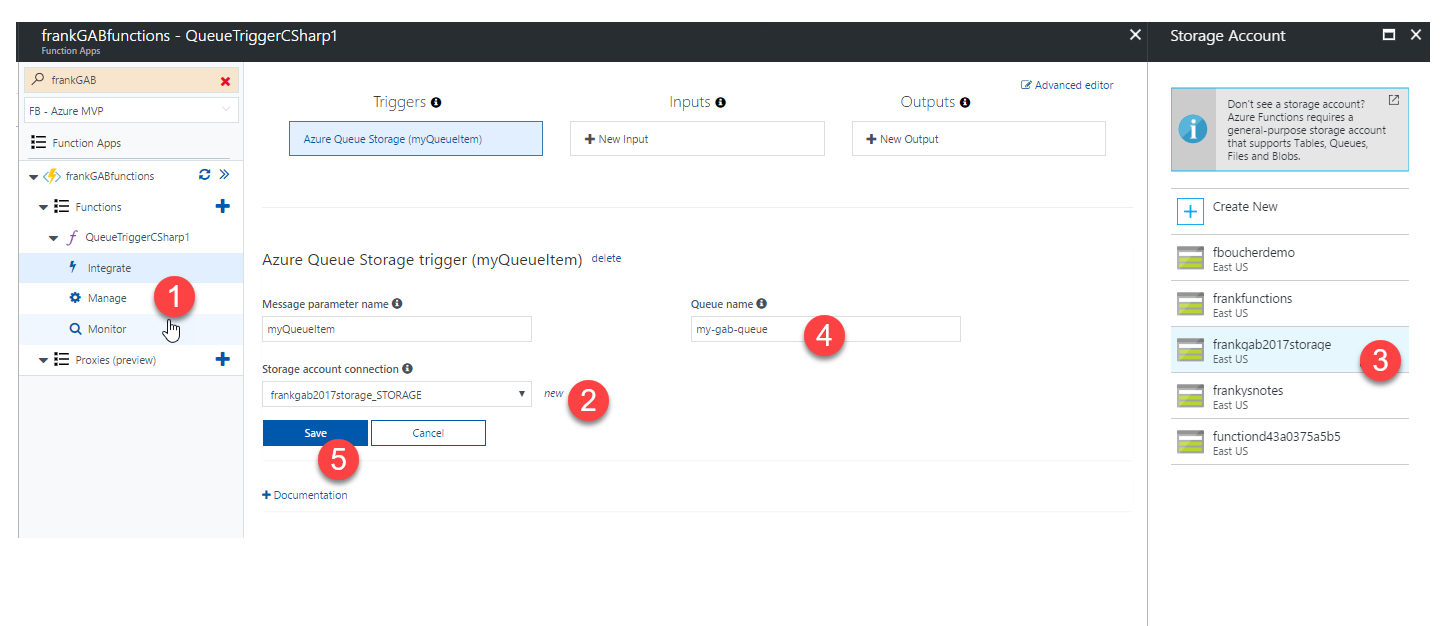 frankGABfunctions - QueueTriggerCSharp1
Function Apps
Storage Account
frankGAB
FB - Azure MVP
Function Apps
frankGABfunctions
Functions
QueueTriggerCSharp1
Integrate
Manage
1
Monitor
Proxies (preview)
Advanced editor
Triggers
Inputs
Outputs
Azure Queue Storage (myQueueItem)
New Input
New Output
Azure Queue Storage trigger (myQueueItem) delete
Message parameter name
myQueueItem
Queue name
my-gab-queue
4
Storage account connection
frankgab2017storage_STORAGE
new
2
Save
Cancel
5
Documentation
Don't see a storage account?
Azure Functions requires a
general-purpose storage account
that supports Tables, Queues,
Files and Blobs.
Create New
fboucherdemo
East US
frankfunctions
East US
frankgab2017storage
East US
3
frankysnotes
East US
functiond43a0375a5b5
East US